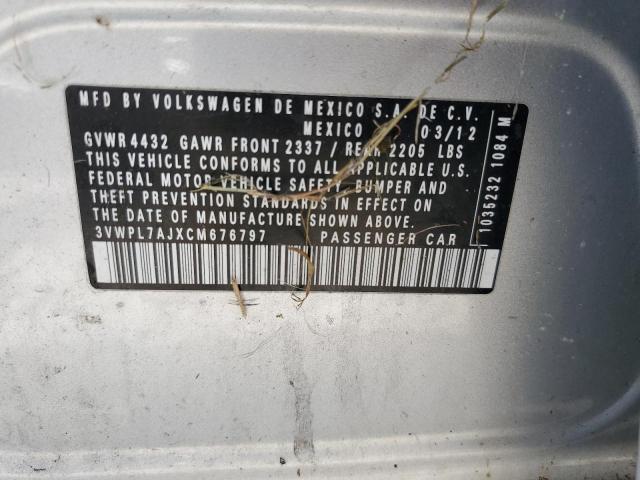 MFD BY VOLKSWAGEN DE MEXICO S.A. DE C.V.
MEXICO 03/12
GVWR 4432 GAWR FRONT 2337 / REAR 2205 LBS
THIS VEHICLE CONFORMS TO ALL APPLICABLE U.S.
FEDERAL MOTOR VEHICLE SAFETY, BUMPER AND
THEFT PREVENTION STANDARDS IN EFFECT ON
THE DATE OF MANUFACTURE SHOWN ABOVE.
3VWPL7AJXCM676797 PASSENGER CAR
1035232 1084 M